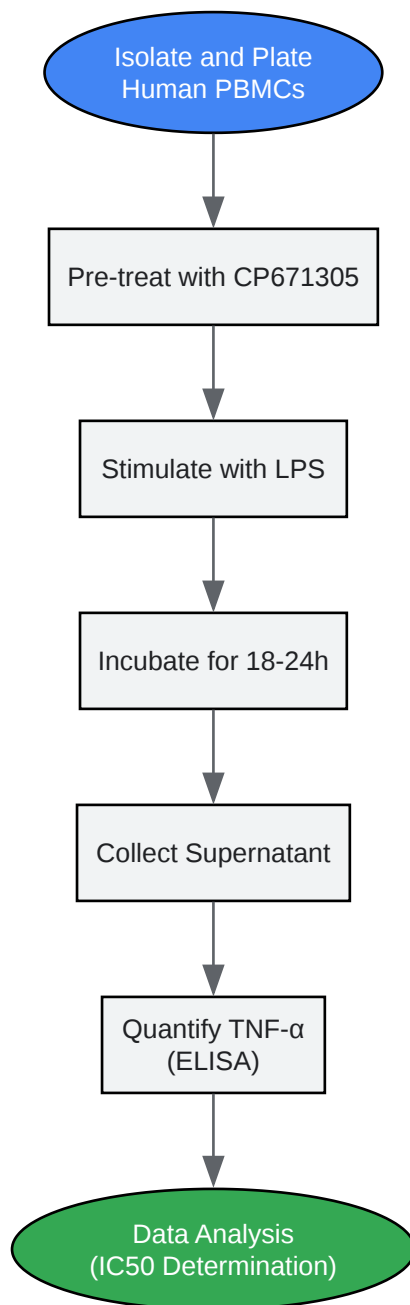 Isolate and Plate
Human PBMCs
Pre-treat with CP671305
Stimulate with LPS
Incubate for 18-24h
Collect Supernatant
Quantify TNF-α
(ELISA)
Data Analysis
(IC50 Determination)